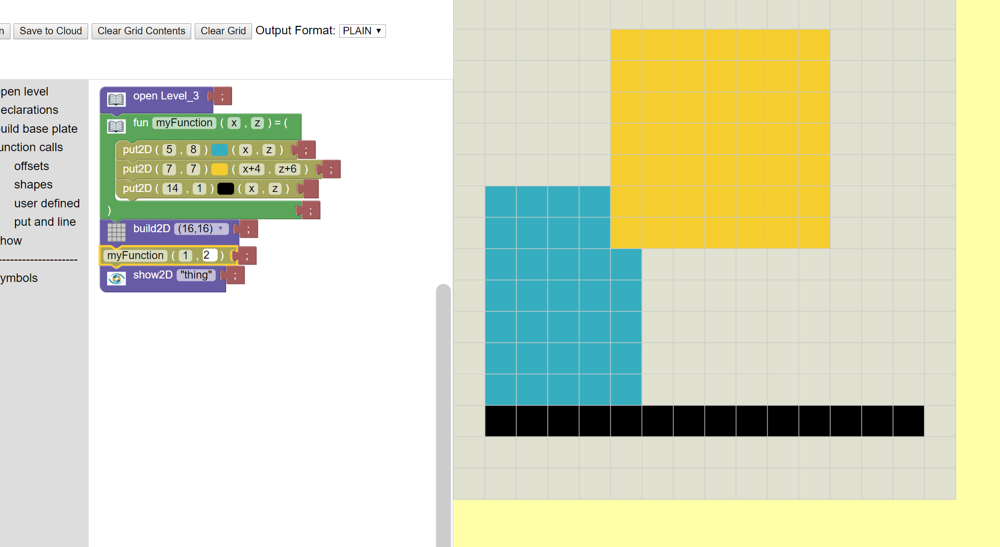 n Save to Cloud Clear Grid Contents Clear Grid Output Format: PLAIN ▼
pen level
eclarations
uild base plate
unction calls
offsets
shapes
user defined
put and line
how
--------------------
ymbols
open Level_3 ;
fun myFunction ( x , z ) = (
put2D ( 5 , 8 ) ( x , z ) ;
put2D ( 7 , 7 ) ( x+4 , z+6 ) ;
put2D ( 14 , 1 ) ( x , z )
) ;
build2D (16,16) ▼ ;
myFunction ( 1 , 2 ) ;
show2D "thing" ;